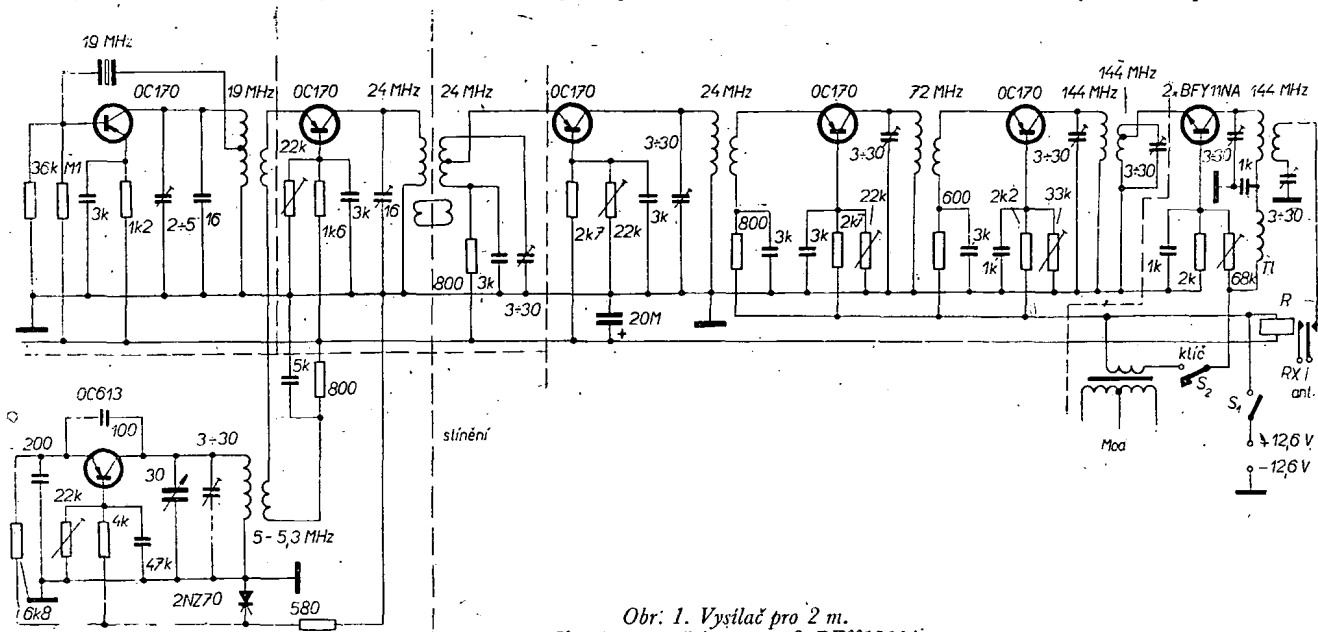 19 MHz
OC170
19 MHz
OC170
24 MHz
24 MHz
OC170
24 MHz
OC170
72 MHz
OC170
144 MHz
144 MHz
2x BFY11NA
144 MHz
36k
M1
3k
1k2
2÷5
16
22k
1k6
3k
16
800
3k
3÷30
2k7
22k
3k
3÷30
20M
+
800
3k
3k
2k7
22k
3÷30
600
3k
1k
2k2
33k
3÷30
3÷30
1k
2k
68k
3÷30
1k
3÷30
Tl
5k
800
slínění
R
RX i
ant.
klíč
S2
S1
+12,6 V
-12,6 V
Mod
OC613
200
100
22k
4k
47k
30
3÷30
5-5,3 MHz
6k8
2NZ70
580
Obr. 1. Vysílač pro 2 m.